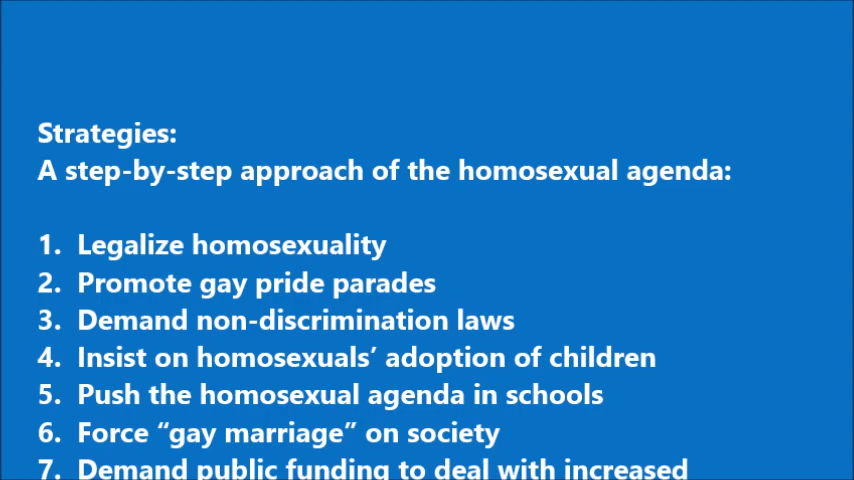 Strategies:
A step-by-step approach of the homosexual agenda:
1. Legalize homosexuality
2. Promote gay pride parades
3. Demand non-discrimination laws
4. Insist on homosexuals’ adoption of children
5. Push the homosexual agenda in schools
6. Force “gay marriage” on society
7. Demand public funding to deal with increased